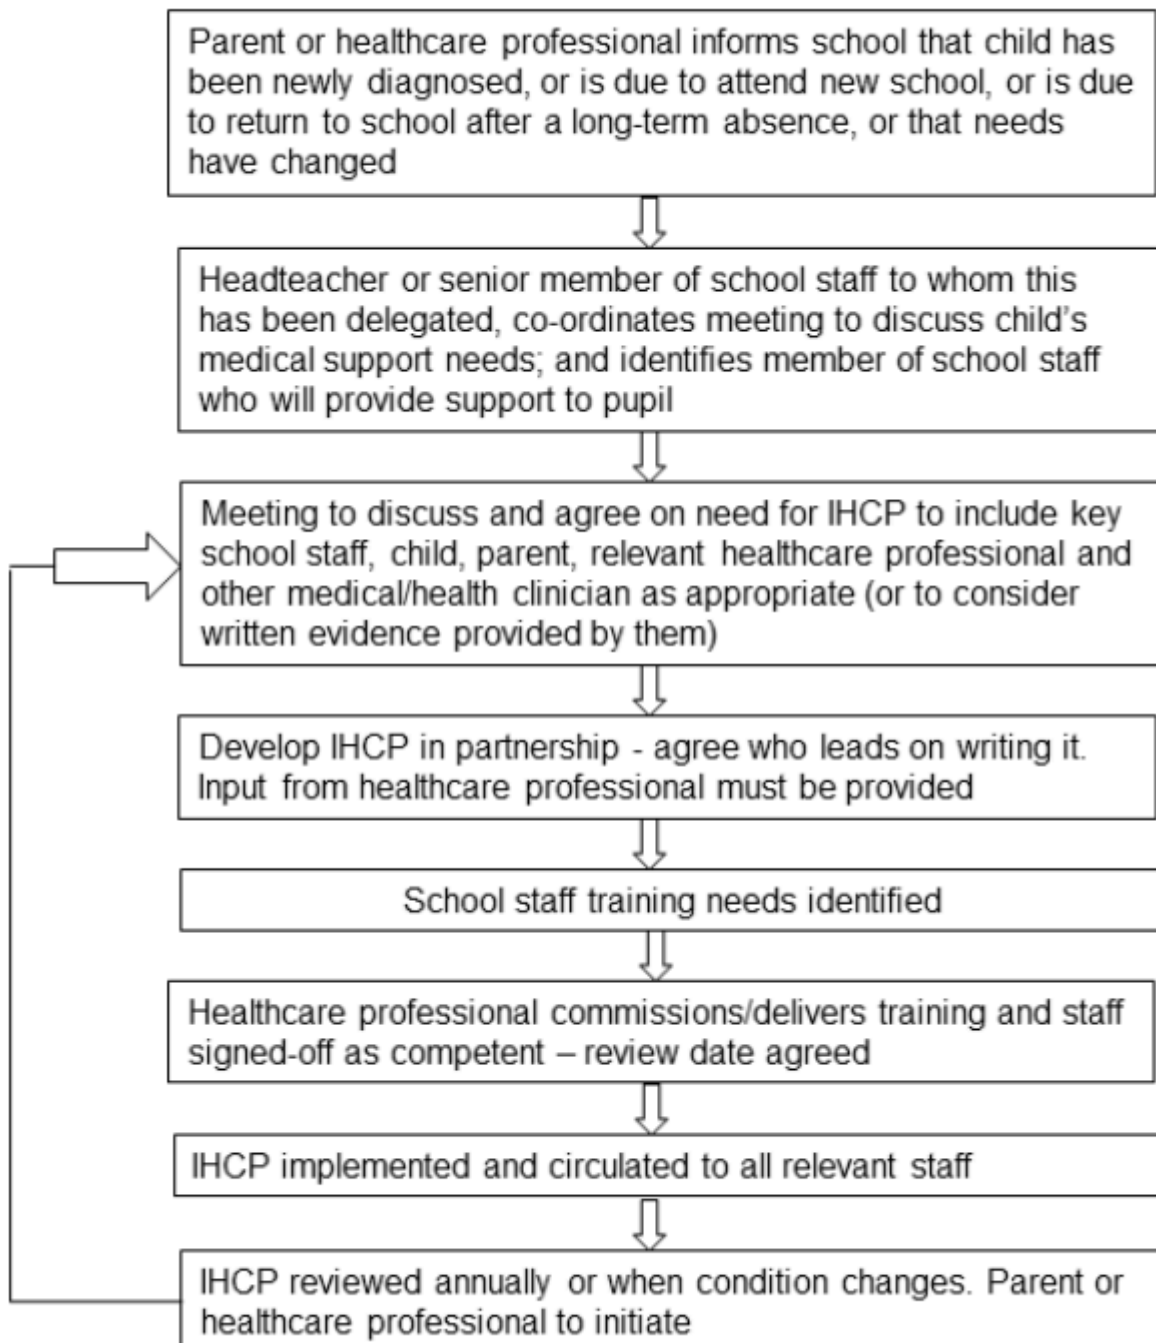 Parent or healthcare professional informs school that child has
been newly diagnosed, or is due to attend new school, or is due
to return to school after a long-term absence, or that needs
have changed
Headteacher or senior member of school staff to whom this
has been delegated, co-ordinates meeting to discuss child's
medical support needs; and identifies member of school staff
who will provide support to pupil
Meeting to discuss and agree on need for IHCP to include key
school staff, child, parent, relevant healthcare professional and
other medical/health clinician as appropriate (or to consider
written evidence provided by them)
Develop IHCP in partnership - agree who leads on writing it.
Input from healthcare professional must be provided
School staff training needs identified
Healthcare professional commissions/delivers training and staff
signed-off as competent – review date agreed
IHCP implemented and circulated to all relevant staff
IHCP reviewed annually or when condition changes. Parent or
healthcare professional to initiate